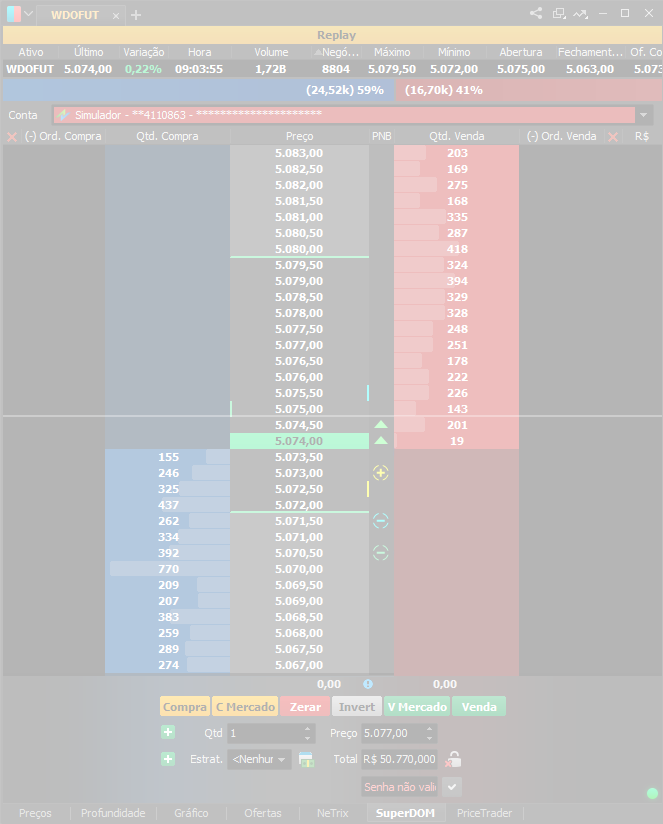 WDOFUT
Replay
Ativo Último Variação Hora Volume Negó... Máximo Mínimo Abertura Fechament... Of. Co
WDOFUT 5.074,00 0,22% 09:03:55 1,72B 8804 5.079,50 5.072,00 5.075,00 5.063,00 5.073
(24,52k) 59% (16,70k) 41%
Conta Simulador - **4110863 - *********************
(-) Ord. Compra Qtd. Compra Preço PNB Qtd. Venda (-) Ord. Venda R$
5.083,00 203
5.082,50 169
5.082,00 275
5.081,50 168
5.081,00 335
5.080,50 287
5.080,00 418
5.079,50 324
5.079,00 394
5.078,50 329
5.078,00 328
5.077,50 248
5.077,00 251
5.076,50 178
5.076,00 222
5.075,50 226
5.075,00 143
5.074,50 201
5.074,00 19
155 5.073,50
246 5.073,00
325 5.072,50
437 5.072,00
262 5.071,50
334 5.071,00
392 5.070,50
770 5.070,00
209 5.069,50
207 5.069,00
383 5.068,50
259 5.068,00
289 5.067,50
274 5.067,00
0,00 0,00
Compra C Mercado Zerar Invert V Mercado Venda
Qtd 1 Preço 5.077,00
Estrat. <Nenhur Total R$ 50.770,000
Senha não valid
Preços Profundidade Gráfico Ofertas NeTrix SuperDOM PriceTrader